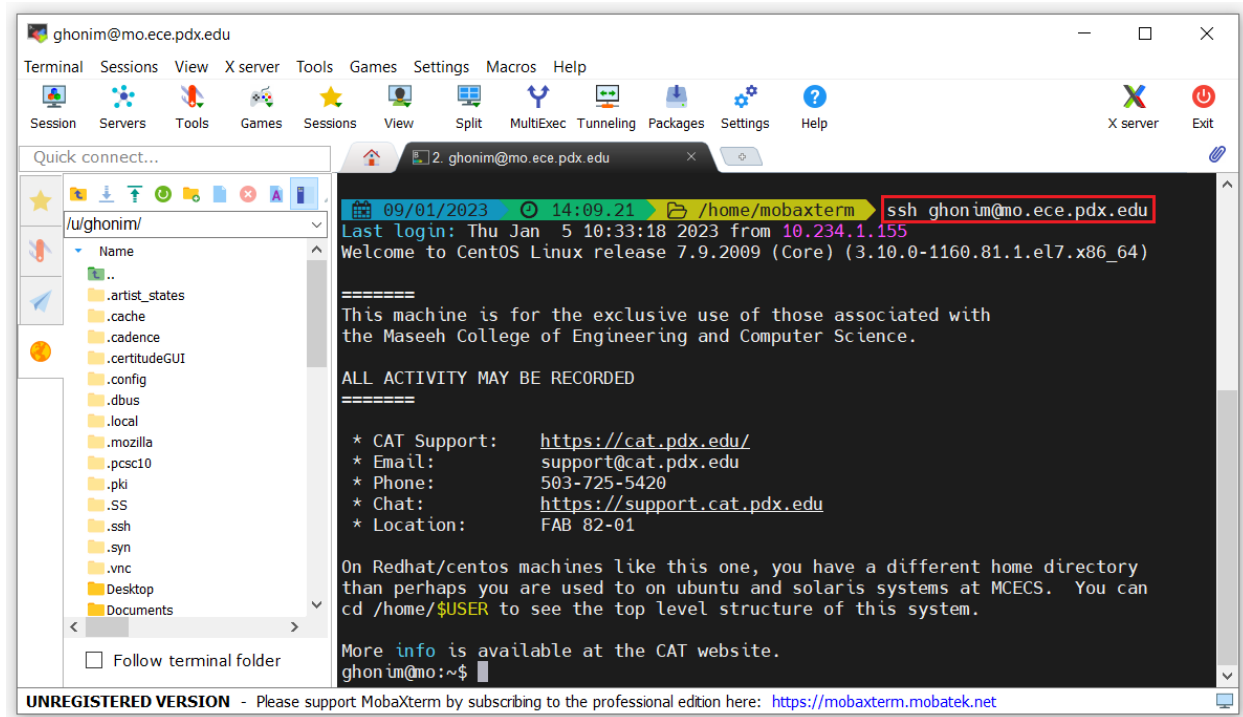 ghonim@mo.ece.pdx.edu
Terminal Sessions View X server Tools Games Settings Macros Help
Session Servers Tools Games Sessions View Split MultiExec Tunneling Packages Settings Help X server Exit
Quick connect...
2. ghonim@mo.ece.pdx.edu
/u/ghonim/
Name
..
.artist_states
.cache
.cadence
.certitudeGUI
.config
.dbus
.local
.mozilla
.pcsc10
.pki
.SS
.ssh
.syn
.vnc
Desktop
Documents
Follow terminal folder
09/01/2023 14:09.21 /home/mobaxterm ssh ghonim@mo.ece.pdx.edu
Last login: Thu Jan  5 10:33:18 2023 from 10.234.1.155
Welcome to CentOS Linux release 7.9.2009 (Core) (3.10.0-1160.81.1.el7.x86_64)
=======
This machine is for the exclusive use of those associated with
the Maseeh College of Engineering and Computer Science.
ALL ACTIVITY MAY BE RECORDED
=======
* CAT Support: https://cat.pdx.edu/
* Email: support@cat.pdx.edu
* Phone: 503-725-5420
* Chat: https://support.cat.pdx.edu
* Location: FAB 82-01
On Redhat/centos machines like this one, you have a different home directory
than perhaps you are used to on ubuntu and solaris systems at MCECS.  You can
cd /home/$USER to see the top level structure of this system.
More info is available at the CAT website.
ghonim@mo:~$
UNREGISTERED VERSION - Please support MobaXterm by subscribing to the professional edition here: https://mobaxterm.mobatek.net